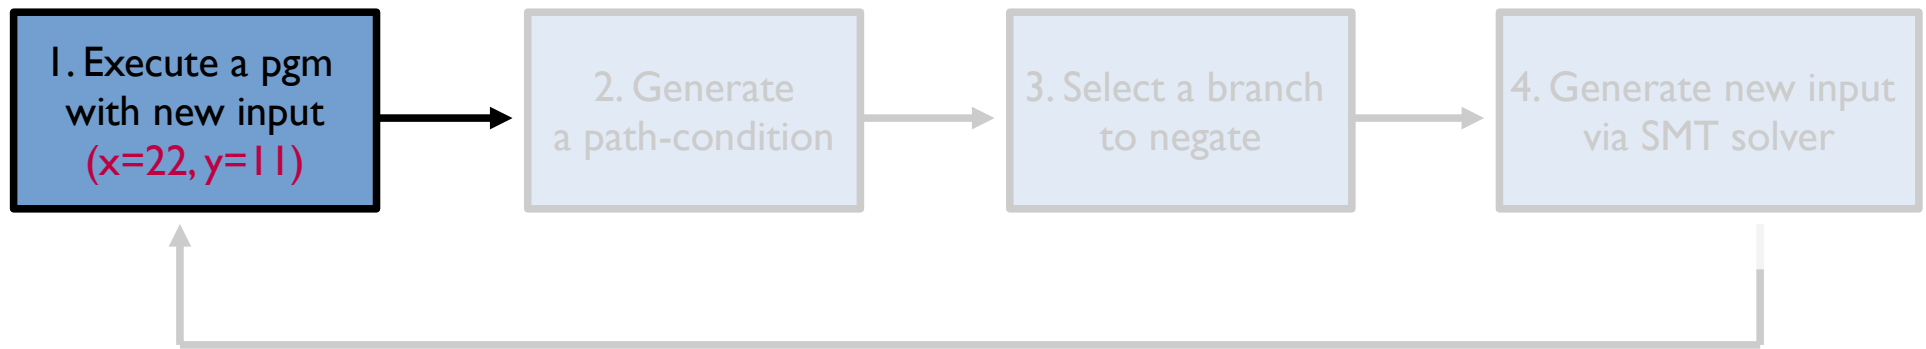 1. Execute a pgm
with new input
(x=22, y=11)
2. Generate
a path-condition
3. Select a branch
to negate
4. Generate new input
via SMT solver